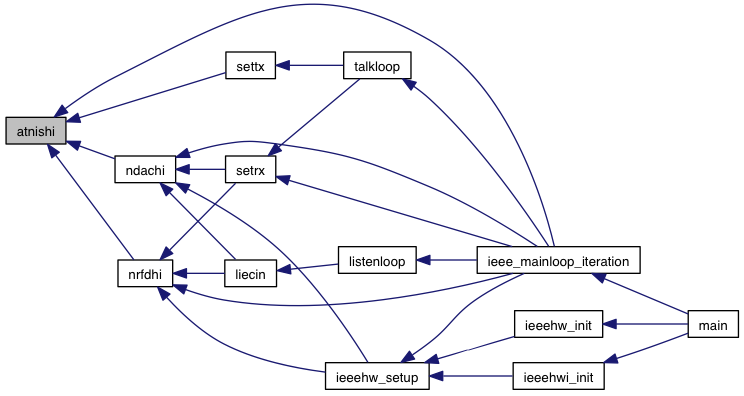 settx
talkloop
atnishi
ndachi
setrx
nrfdhi
liecin
listenloop
ieee_mainloop_iteration
ieeehw_init
main
ieeehw_setup
ieeehwi_init